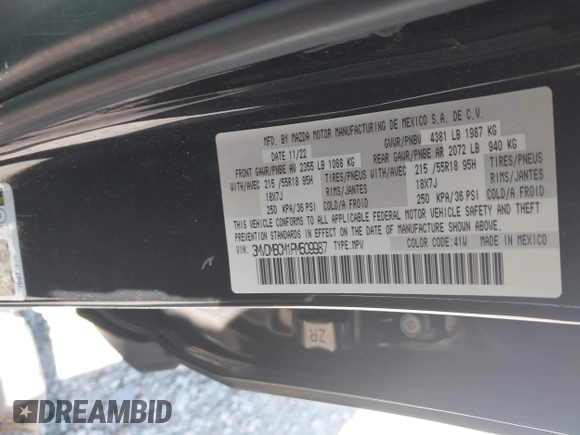 MFD. BY MAZDA MOTOR MANUFACTURING DE MEXICO S.A. DE C.V.
DATE 11/22 GVWR/PNBV 4381 LB 1987 KG
FRONT GAWR/PNBE AV 2355 LB 1068 KG REAR GAWR/PNBE AR 2072 LB 940 KG
WITH/AVEC 215 /55R18 95H TIRES/PNEUS WITH/AVEC 215 /55R18 95H TIRES/PNEUS
18X7J RIMS/JANTES 18X7J RIMS/JANTES
250 KPA/36 PSI COLD/A FROID 250 KPA/36 PSI COLD/A FROID
THIS VEHICLE CONFORMS TO ALL APPLICABLE FEDERAL MOTOR VEHICLE SAFETY AND THEFT
PREVENTION STANDARDS IN EFFECT ON THE DATE OF MANUFACTURE SHOWN ABOVE.
VIN: 3MVDMBCM1PM509987 TYPE:MPV COLOR CODE:41W MADE IN MEXICO
ZR
DREAMBID